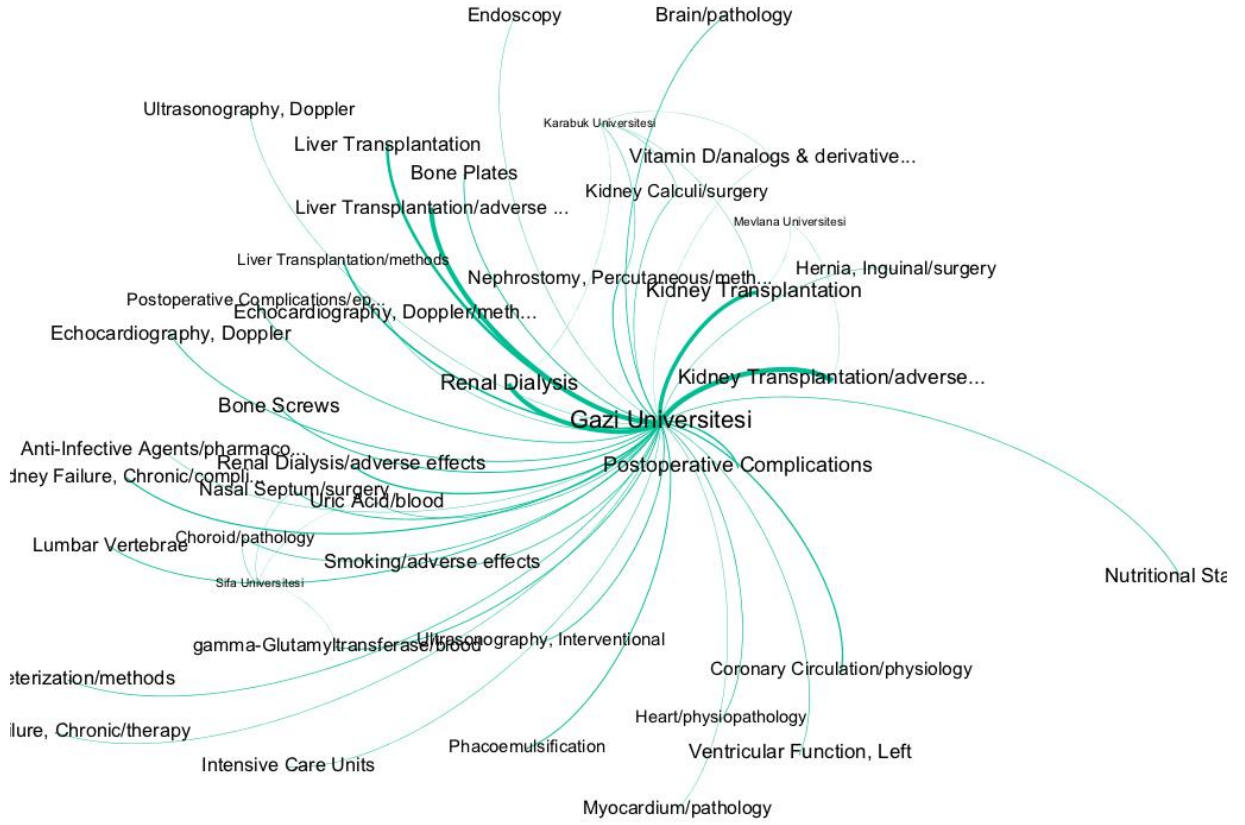 Endoscopy
Brain/pathology
Ultrasonography, Doppler
Karabuk Universitesi
Liver Transplantation
Vitamin D/analogs & derivative...
Bone Plates
Kidney Calculi/surgery
Liver Transplantation/adverse ...
Mevlana Universitesi
Liver Transplantation/methods
Hernia, Inguinal/surgery
Nephrostomy, Percutaneous/meth...
Kidney Transplantation
Postoperative Complications/ep...
Echocardiography, Doppler/meth...
Echocardiography, Doppler
Kidney Transplantation/adverse...
Renal Dialysis
Bone Screws
Gazi Universitesi
Anti-Infective Agents/pharmaco...
Renal Dialysis/adverse effects
Postoperative Complications
dney Failure, Chronic/compli...
Nasal Septum/surgery
Uric Acid/blood
Choroid/pathology
Lumbar Vertebrae
Smoking/adverse effects
Nutritional Sta
Sifa Universitesi
gamma-Glutamyltransferase/blood
Ultrasonography, Interventional
Coronary Circulation/physiology
eterization/methods
Heart/physiopathology
ilure, Chronic/therapy
Phacoemulsification
Ventricular Function, Left
Intensive Care Units
Myocardium/pathology